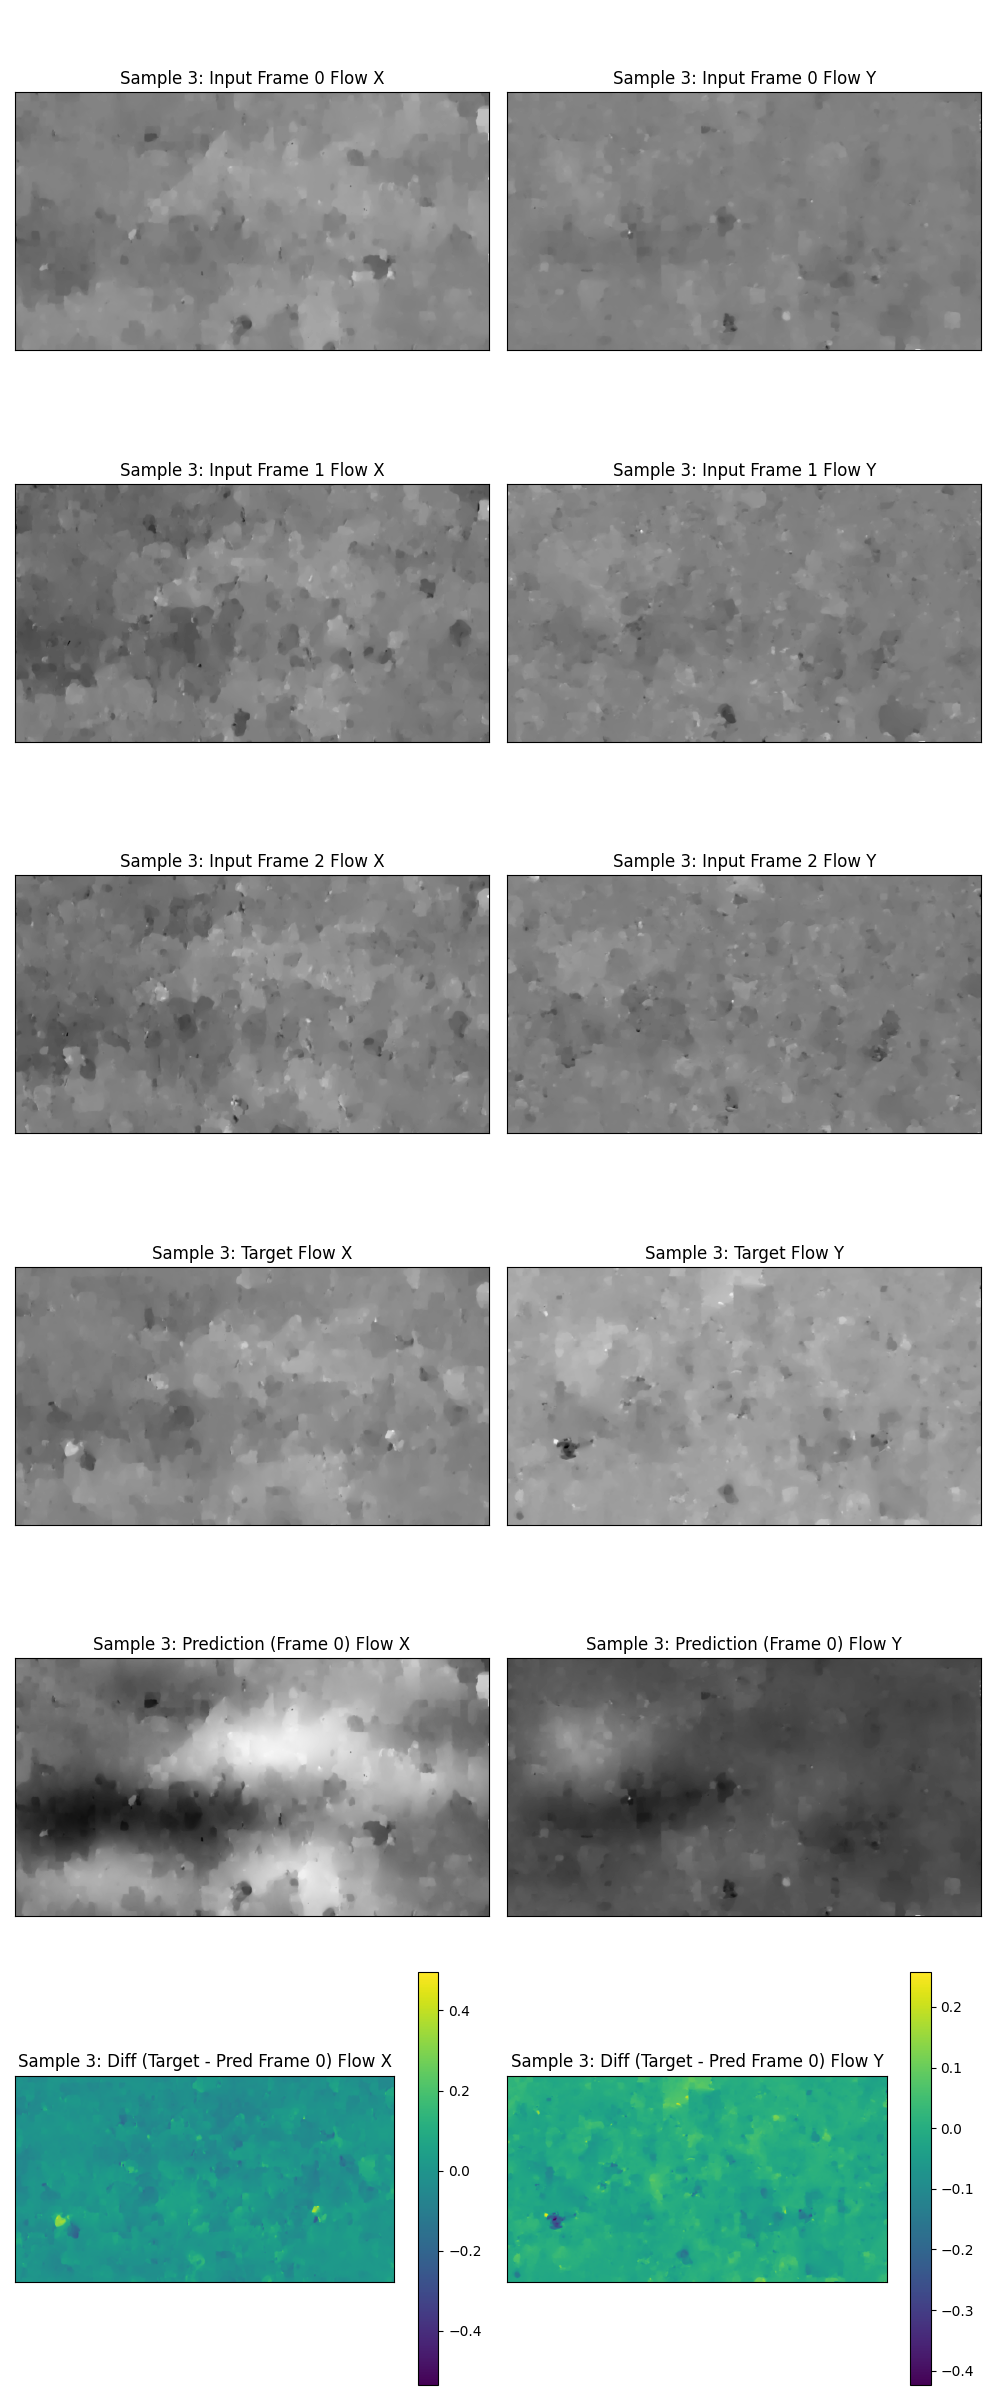 Sample 3: Input Frame 0 Flow X
Sample 3: Input Frame 0 Flow Y
Sample 3: Input Frame 1 Flow X
Sample 3: Input Frame 1 Flow Y
Sample 3: Input Frame 2 Flow X
Sample 3: Input Frame 2 Flow Y
Sample 3: Target Flow X
Sample 3: Target Flow Y
Sample 3: Prediction (Frame 0) Flow X
Sample 3: Prediction (Frame 0) Flow Y
Sample 3: Diff (Target - Pred Frame 0) Flow X
0.4
0.2
0.0
−0.2
−0.4
Sample 3: Diff (Target - Pred Frame 0) Flow Y
0.2
0.1
0.0
−0.1
−0.2
−0.3
−0.4